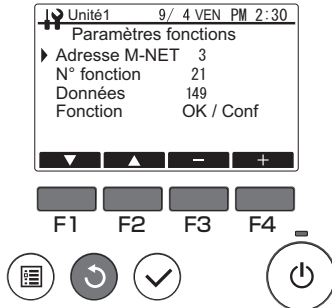 Unité1 9/ 4 VEN PM 2:30
Paramètres fonctions
Adresse M-NET 3
N° fonction 21
Données 149
Fonction OK / Conf
− +
F1 F2 F3 F4